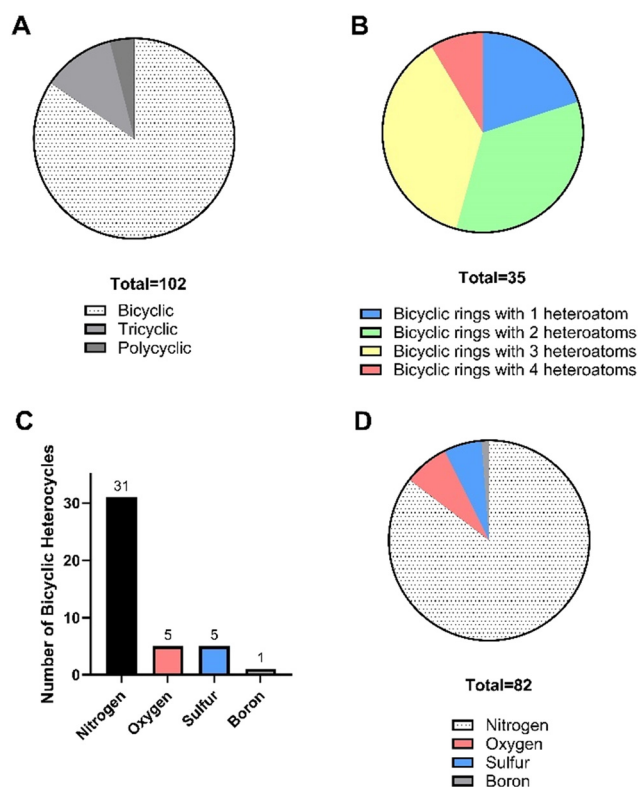 A
Total=102
Bicyclic
Tricyclic
Polycyclic
B
Total=35
Bicyclic rings with 1 heteroatom
Bicyclic rings with 2 heteroatoms
Bicyclic rings with 3 heteroatoms
Bicyclic rings with 4 heteroatoms
C
Number of Bicyclic Heterocycles
30
20
10
0
31
5
5
1
Nitrogen
Oxygen
Sulfur
Boron
D
Total=82
Nitrogen
Oxygen
Sulfur
Boron